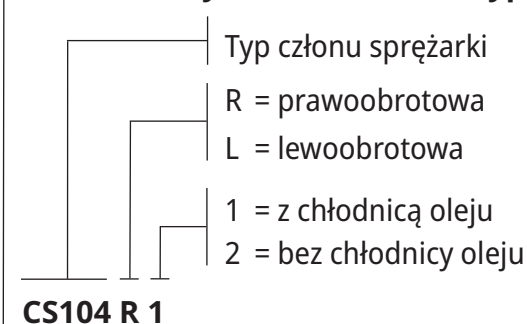 Typ członu sprężarki
R = prawoobrotowa
L = lewoobrotowa
1 = z chłodnicą oleju
2 = bez chłodnicy oleju
CS104 R 1